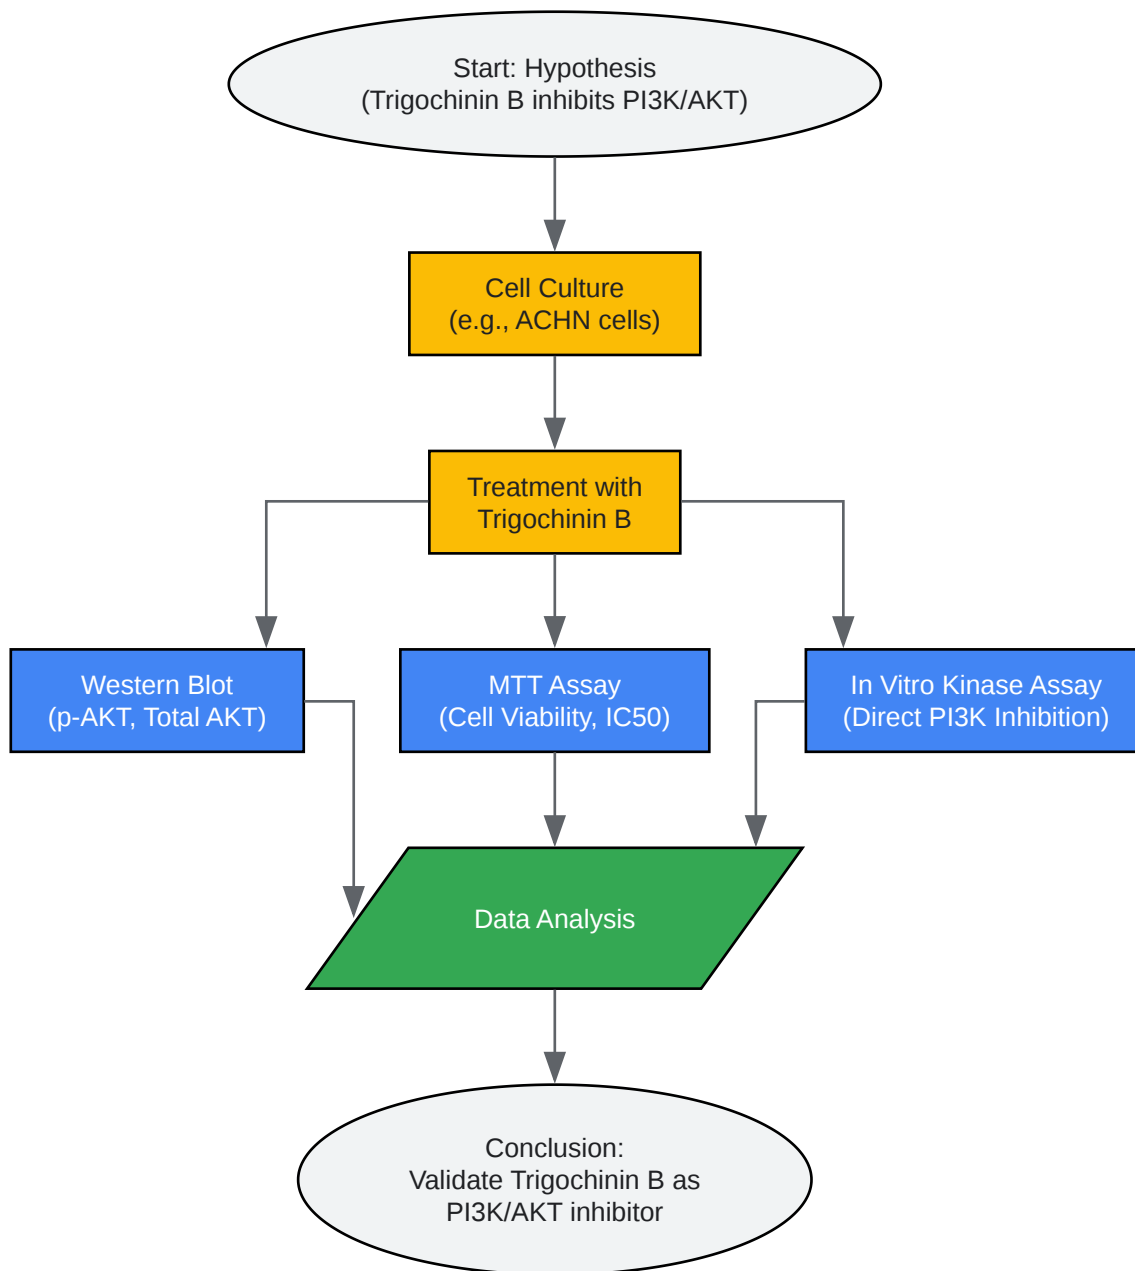 Start: Hypothesis
(Trigochinin B inhibits PI3K/AKT)
Cell Culture
(e.g., ACHN cells)
Treatment with
Trigochinin B
Western Blot
(p-AKT, Total AKT)
MTT Assay
(Cell Viability, IC50)
In Vitro Kinase Assay
(Direct PI3K Inhibition)
Data Analysis
Conclusion:
Validate Trigochinin B as
PI3K/AKT inhibitor